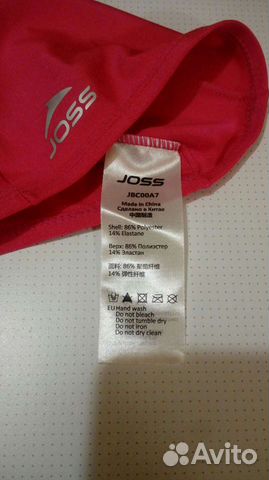 JOSS
JOSS
JBC00A7
Made in China
Сделано в Китае
中国製造
Shell: 86% Polyester
14% Elastane
Верх: 86% Полиэстер
14% Эластан
面料: 86% 聚酯纤维
14% 弹性纤维
EU Hand wash
Do not bleach
Do not tumble dry
Do not iron
Do not dry clean
Avito